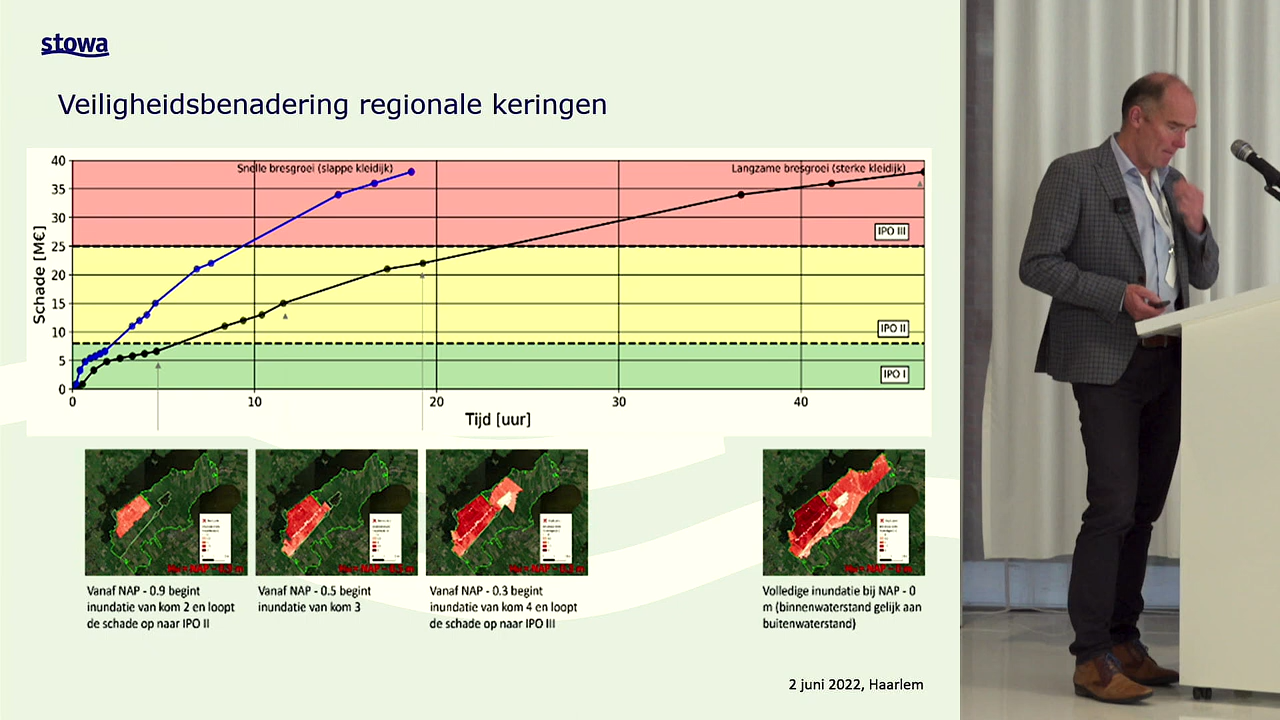 stowa
Veiligheidsbenadering regionale keringen
Schade [M€]
40
35
30
25
20
15
10
5
0
Snelle bresgroei (slappe kleidijk)
Langzame bresgroei (sterke kleidijk)
IPO III
IPO II
IPO I
0
10
20
30
40
Tijd [uur]
Vanaf NAP - 0.9 begint
inundatie van kom 2 en loopt
de schade op naar IPO II
Vanaf NAP - 0.5 begint
inundatie van kom 3
Vanaf NAP - 0.3 begint
inundatie van kom 4 en loopt
de schade op naar IPO III
Volledige inundatie bij NAP - 0
m (binnenwaterstand gelijk aan
buitenwaterstand)
2 juni 2022, Haarlem